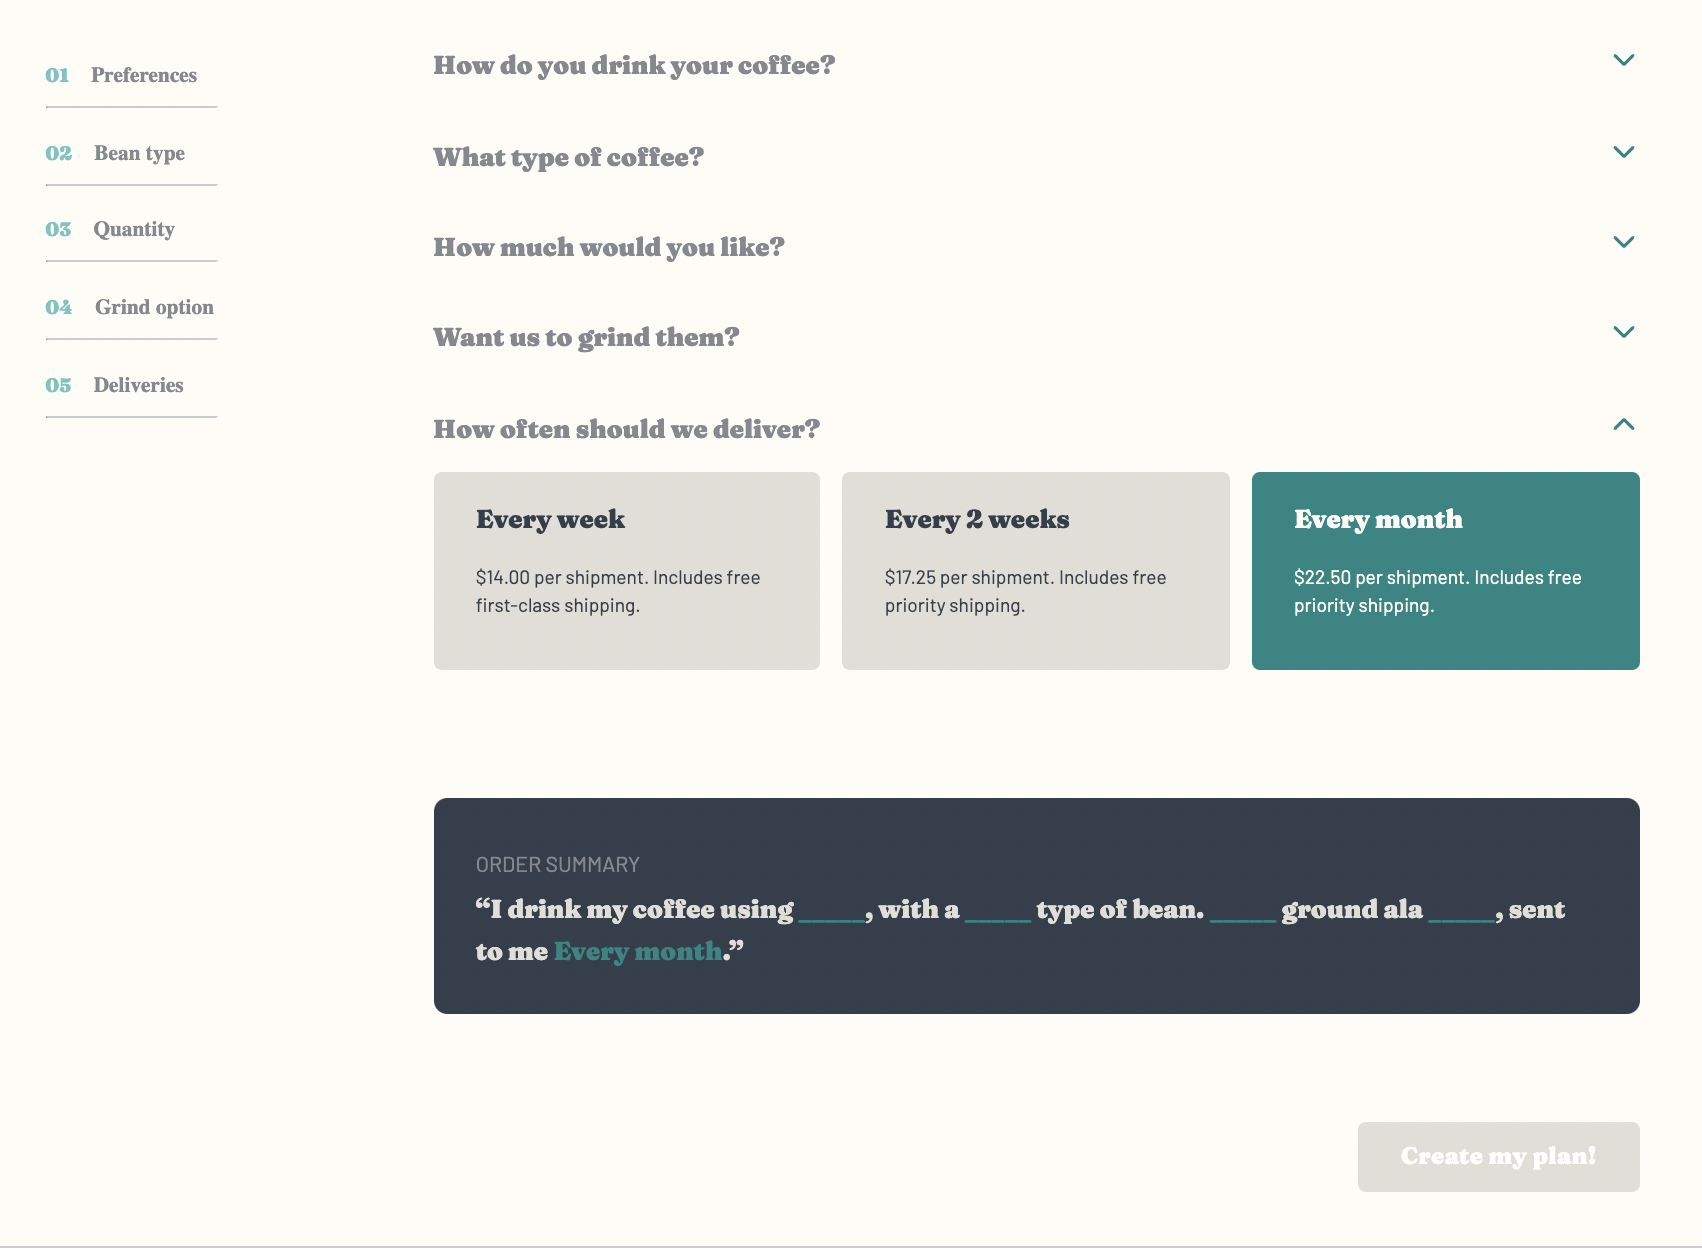 01 Preferences
02 Bean type
03 Quantity
04 Grind option
05 Deliveries
How do you drink your coffee?
What type of coffee?
How much would you like?
Want us to grind them?
How often should we deliver?
Every week
$14.00 per shipment. Includes free
first-class shipping.
Every 2 weeks
$17.25 per shipment. Includes free
priority shipping.
Every month
$22.50 per shipment. Includes free
priority shipping.
ORDER SUMMARY
“I drink my coffee using _____, with a _____ type of bean. _____ ground ala _____, sent
to me Every month.”
Create my plan!